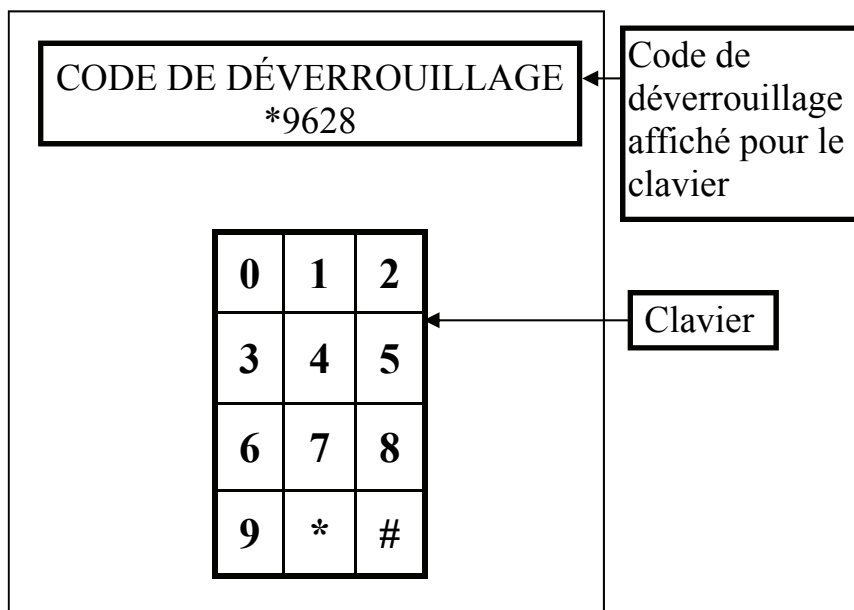 CODE DE DÉVERROUILLAGE
*9628
Code de
déverrouillage
affiché pour le
clavier
0 1 2
3 4 5
6 7 8
9 * #
Clavier